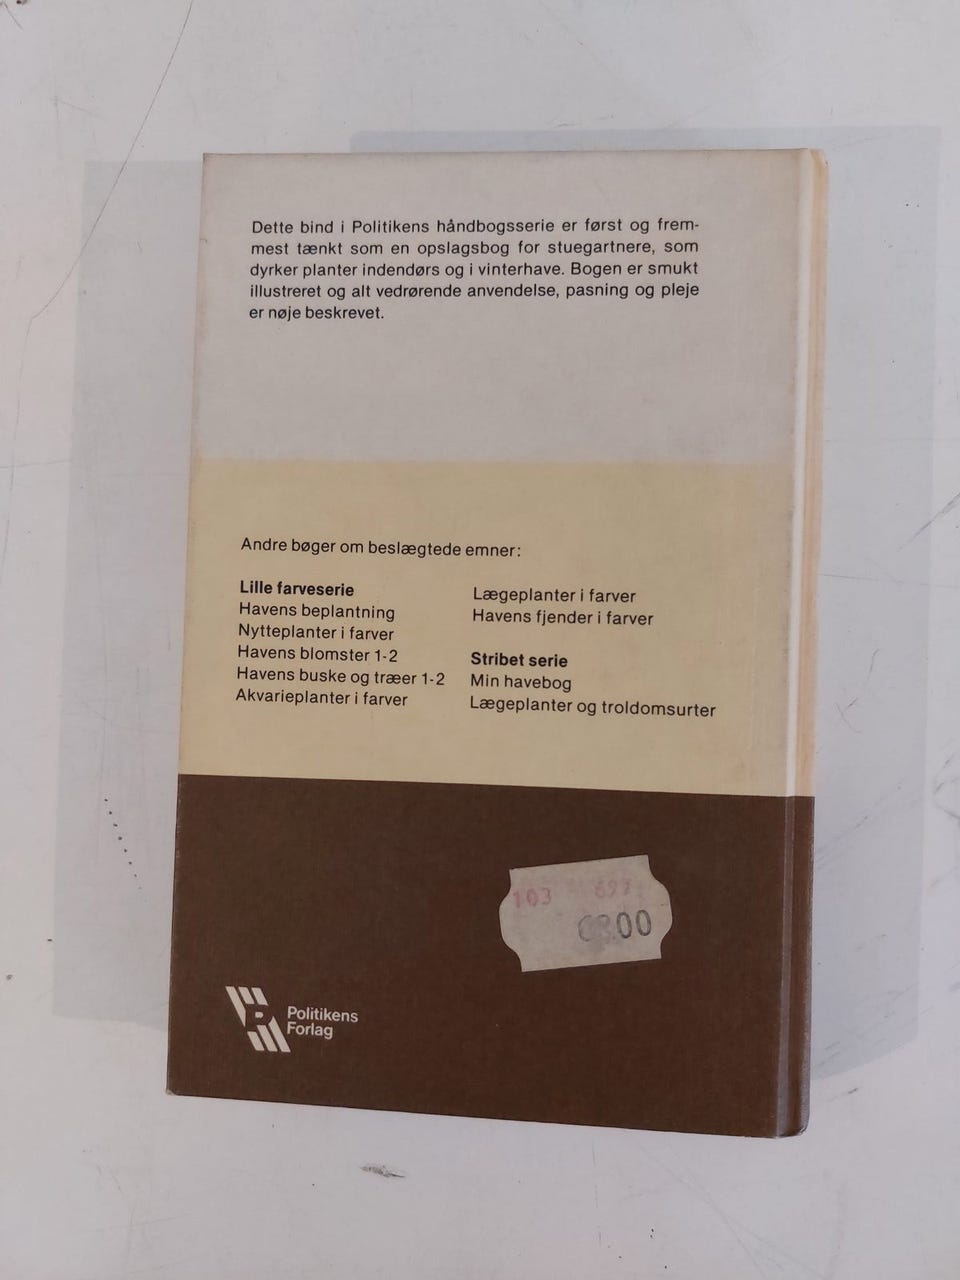 Dette bind i Politikens håndbogsserie er først og frem-
mest tænkt som en opslagsbog for stuegartnere, som
dyrker planter indendørs og i vinterhave. Bogen er smukt
illustreret og alt vedrørende anvendelse, pasning og pleje
er nøje beskrevet.
Andre bøger om beslægtede emner:
Lille farveserie
Havens beplantning
Nytteplanter i farver
Havens blomster 1-2
Havens buske og træer 1-2
Akvarieplanter i farver
Lægeplanter i farver
Havens fjender i farver
Stribet serie
Min havebog
Lægeplanter og troldomsurter
103 697
Politikens
Forlag